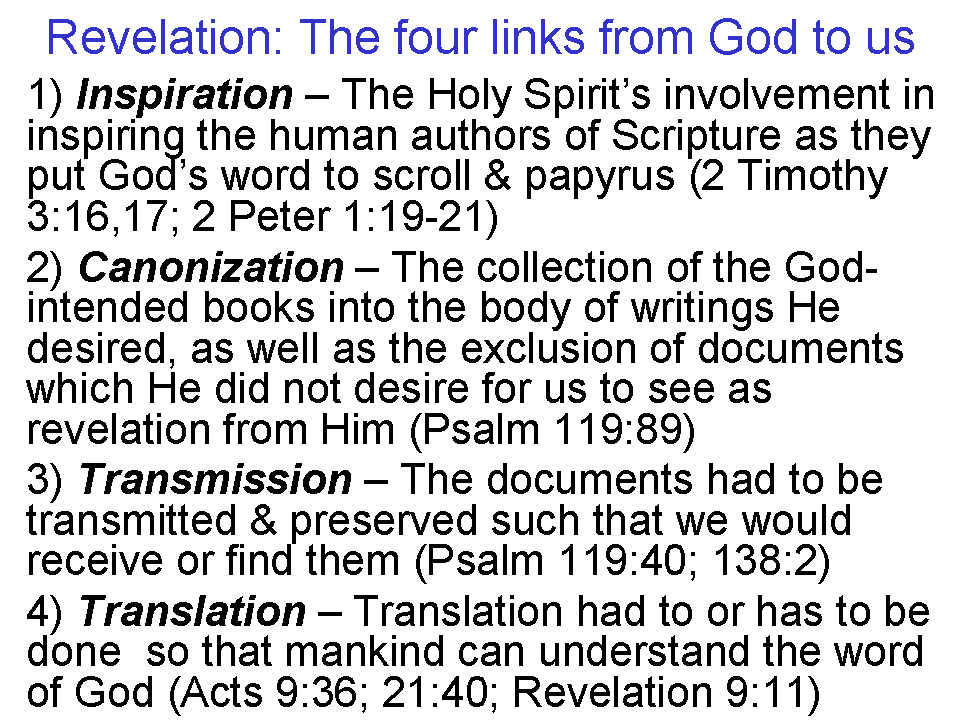 Revelation: The four links from God to us
1) Inspiration – The Holy Spirit’s involvement in
inspiring the human authors of Scripture as they
put God’s word to scroll & papyrus (2 Timothy
3:16,17; 2 Peter 1:19-21)
2) Canonization – The collection of the God-
intended books into the body of writings He
desired, as well as the exclusion of documents
which He did not desire for us to see as
revelation from Him (Psalm 119:89)
3) Transmission – The documents had to be
transmitted & preserved such that we would
receive or find them (Psalm 119:40; 138:2)
4) Translation – Translation had to or has to be
done  so that mankind can understand the word
of God (Acts 9:36; 21:40; Revelation 9:11)